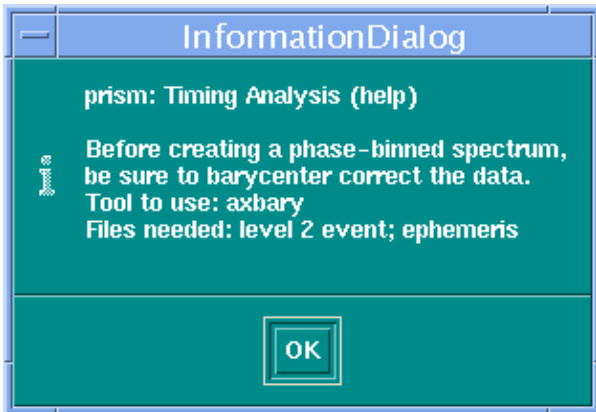 InformationDialog
prism: Timing Analysis (help)
Before creating a phase-binned spectrum,
be sure to barycenter correct the data.
Tool to use: axbary
Files needed: level 2 event; ephemeris
OK